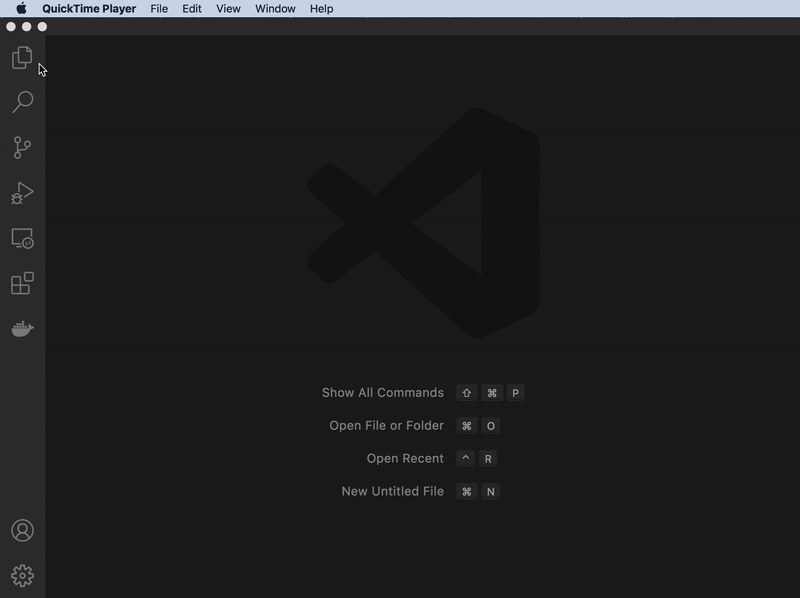 QuickTime Player File Edit View Window Help
Show All Commands ⇧ ⌘ P
Open File or Folder ⌘ O
Open Recent ^ R
New Untitled File ⌘ N